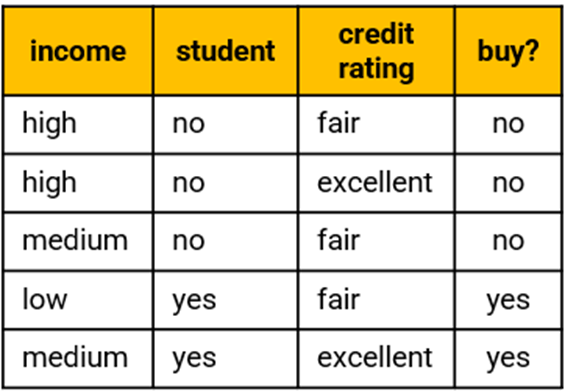 income student credit rating buy?
high no fair no
high no excellent no
medium no fair no
low yes fair yes
medium yes excellent yes